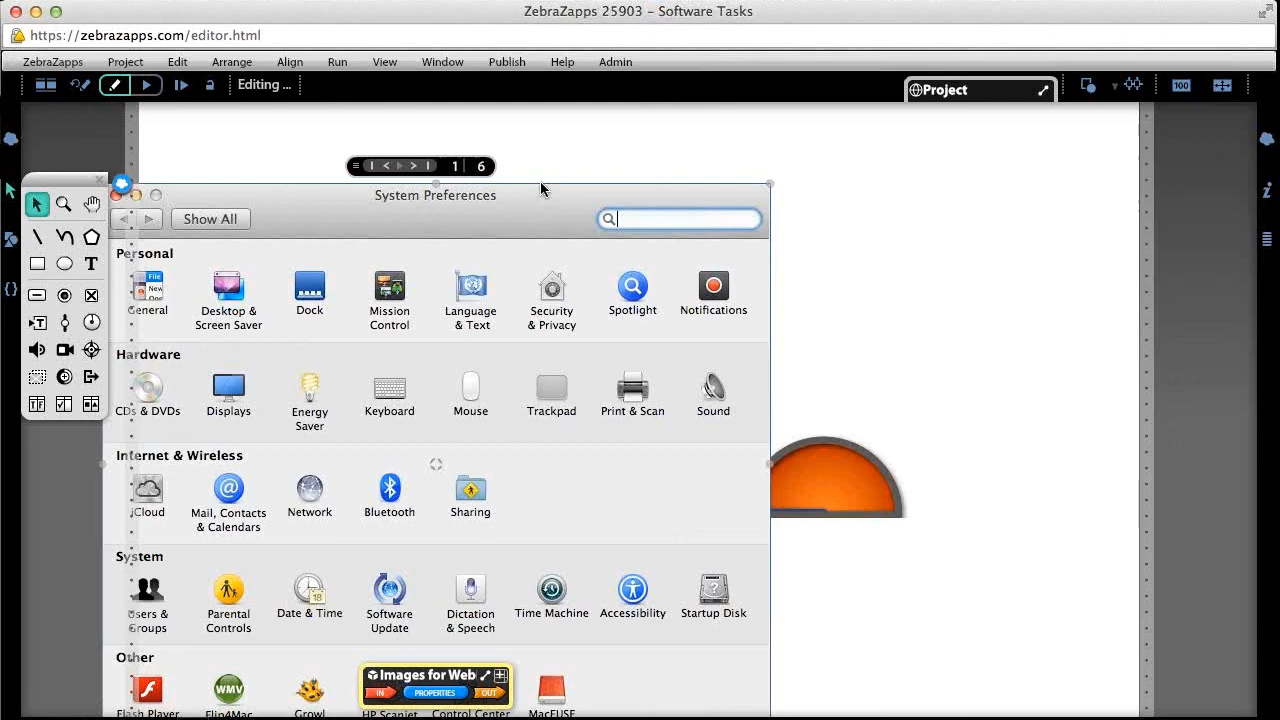 ZebraZapps 25903 – Software Tasks
https://zebrazapps.com/editor.html
ZebraZapps Project Edit Arrange Align Run View Window Publish Help Admin
Editing ...
Project
100
1 6
System Preferences
Show All
Personal
File
New
General
Desktop & Screen Saver
Dock
Mission Control
Language & Text
Security & Privacy
Spotlight
Notifications
Hardware
CDs & DVDs
Displays
Energy Saver
Keyboard
Mouse
Trackpad
Print & Scan
Sound
Internet & Wireless
iCloud
Mail, Contacts & Calendars
Network
Bluetooth
Sharing
System
Users & Groups
Parental Controls
18
Date & Time
Software Update
Dictation & Speech
Time Machine
Accessibility
Startup Disk
Other
Flash Player
WMV
Flip4Mac
Growl
Images for Web
IN PROPERTIES OUT
HP ScanJet
Control Center
MacFUSE